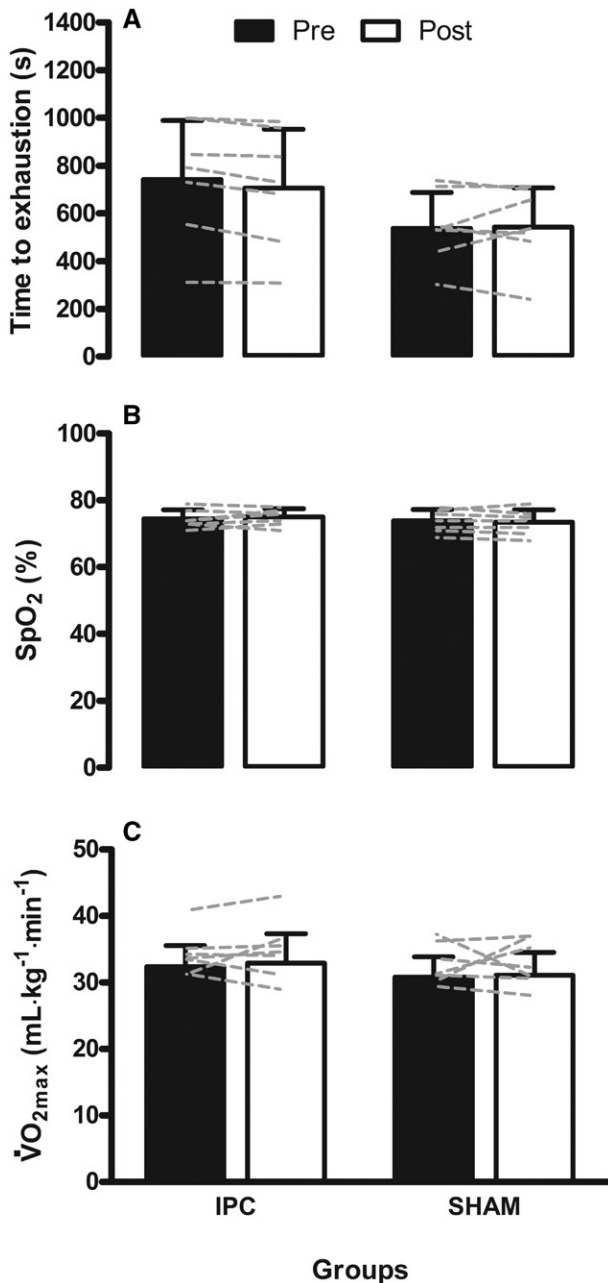 A
Pre Post
Time to exhaustion (s)
1400
1200
1000
800
600
400
200
0
B
SpO₂ (%)
100
80
60
40
20
0
C
V̇O₂max (mL·kg⁻¹·min⁻¹)
50
40
30
20
10
0
IPC SHAM
Groups